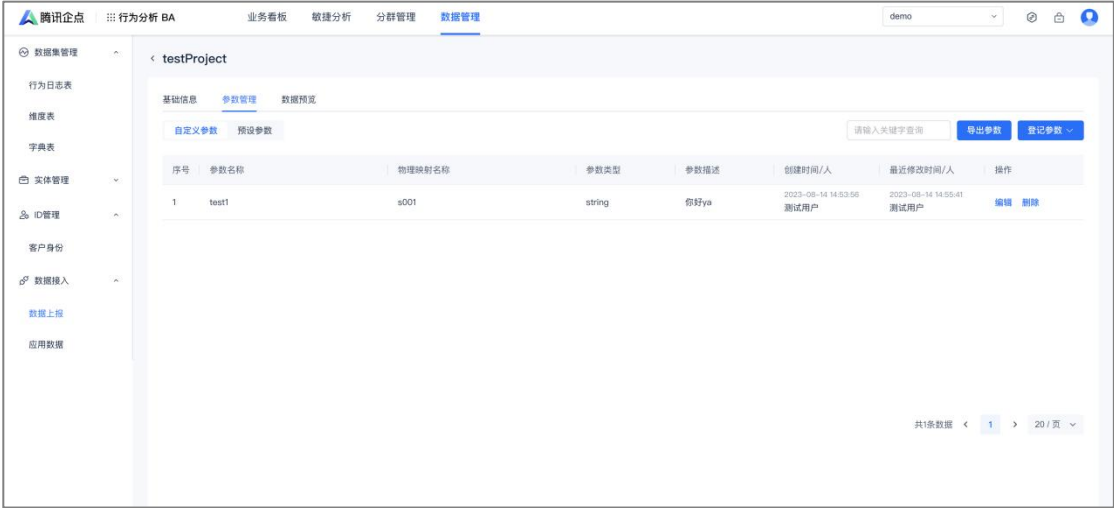 腾讯企点 行为分析 BA 业务看板 敏捷分析 分群管理 数据管理 demo
数据集管理
行为日志表
维度表
字典表
实体管理
ID管理
客户身份
数据接入
数据上报
应用数据
testProject
基础信息 参数管理 数据预览
自定义参数 预设参数 请输入关键字查询 导出参数 登记参数
序号 参数名称 物理映射名称 参数类型 参数描述 创建时间/人 最近修改时间/人 操作
1 test1 s001 string 你好ya 2023-08-14 14:53:56 2023-08-14 14:55:41 编辑 删除
测试用户 测试用户
共1条数据 1 20 / 页